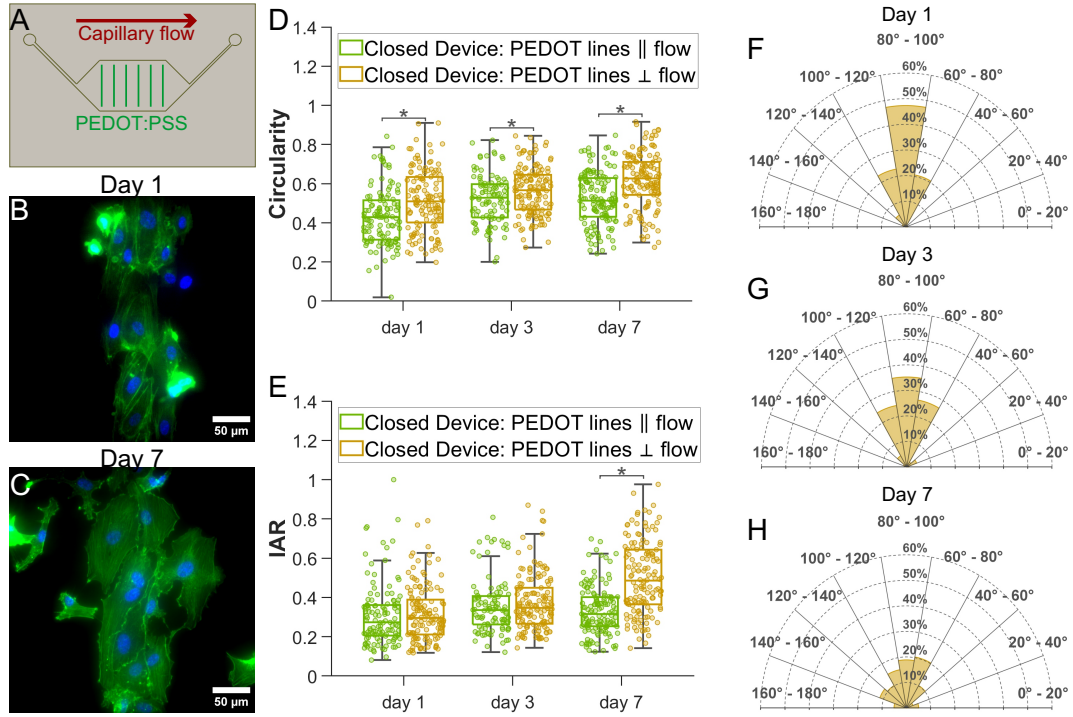 A
Capillary flow
PEDOT:PSS
Day 1
B
50 µm
Day 7
C
50 µm
D
Circularity
1.4
1.2
1
0.8
0.6
0.4
0.2
0
Closed Device: PEDOT lines ∥ flow
Closed Device: PEDOT lines ⊥ flow
*
*
*
day 1
day 3
day 7
E
IAR
1.4
1.2
1
0.8
0.6
0.4
0.2
0
Closed Device: PEDOT lines ∥ flow
Closed Device: PEDOT lines ⊥ flow
*
day 1
day 3
day 7
Day 1
F
80° - 100°
100° - 120°
60° - 80°
120° - 140°
40° - 60°
140° - 160°
20° - 40°
160° - 180°
0° - 20°
60%
50%
40%
30%
20%
10%
Day 3
G
80° - 100°
100° - 120°
60° - 80°
120° - 140°
40° - 60°
140° - 160°
20° - 40°
160° - 180°
0° - 20°
60%
50%
40%
30%
20%
10%
Day 7
H
80° - 100°
100° - 120°
60° - 80°
120° - 140°
40° - 60°
140° - 160°
20° - 40°
160° - 180°
0° - 20°
60%
50%
40%
30%
20%
10%